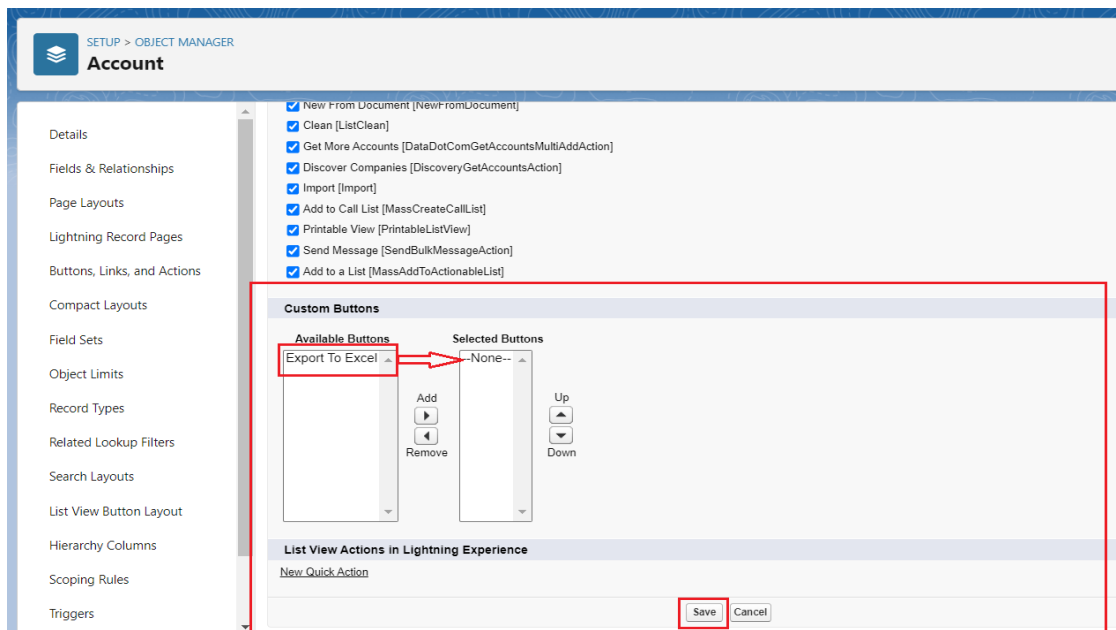 SETUP > OBJECT MANAGER
Account
Details
Fields & Relationships
Page Layouts
Lightning Record Pages
Buttons, Links, and Actions
Compact Layouts
Field Sets
Object Limits
Record Types
Related Lookup Filters
Search Layouts
List View Button Layout
Hierarchy Columns
Scoping Rules
Triggers
New From Document [NewFromDocument]
Clean [ListClean]
Get More Accounts [DataDotComGetAccountsMultiAddAction]
Discover Companies [DiscoveryGetAccountsAction]
Import [Import]
Add to Call List [MassCreateCallList]
Printable View [PrintableListView]
Send Message [SendBulkMessageAction]
Add to a List [MassAddToActionableList]
Custom Buttons
Available Buttons Selected Buttons
Export To Excel --None--
Add Up
Remove Down
List View Actions in Lightning Experience
New Quick Action
Save Cancel